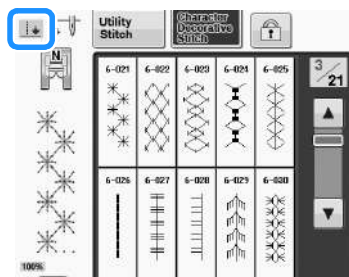 Utility
Stitch
Character
Decorative
Stitch
N
3/21
6-021 6-022 6-023 6-024 6-025
6-026 6-027 6-028 6-029 6-030
100%